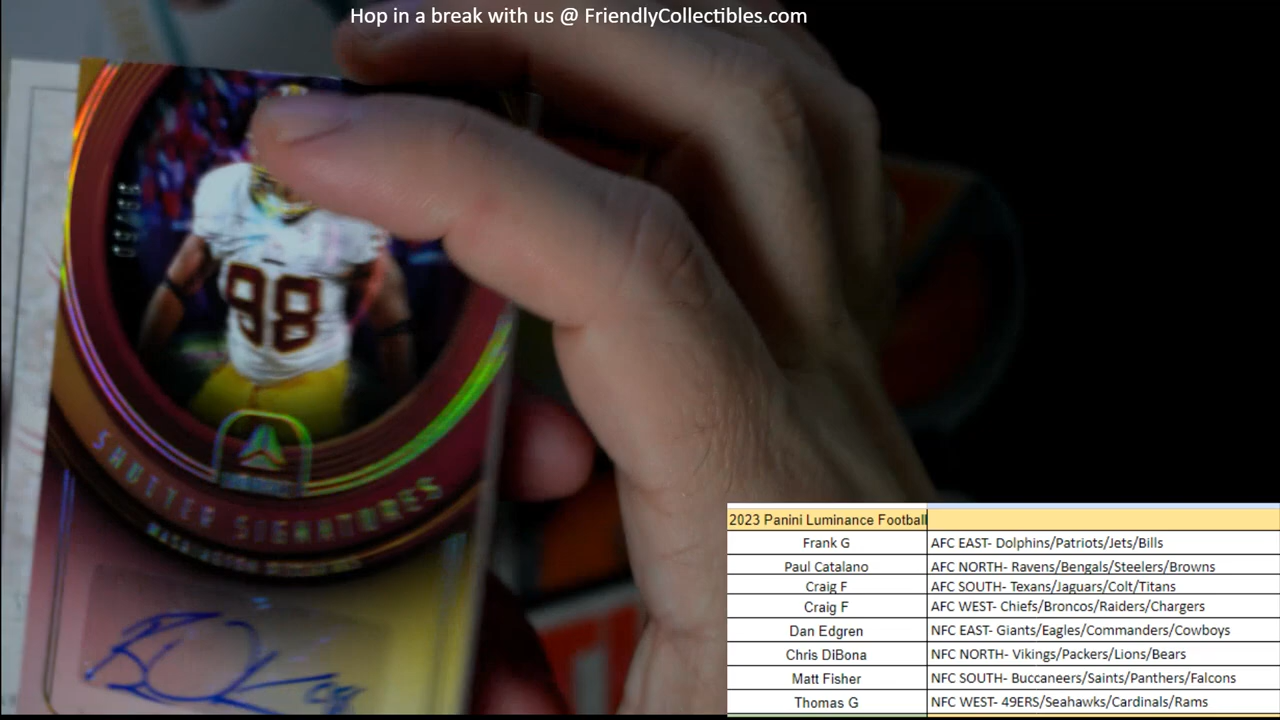 Hop in a break with us @ FriendlyCollectibles.com
98
SHUTTER SIGNATURES
2023 Panini Luminance Football
Frank G AFC EAST- Dolphins/Patriots/Jets/Bills
Paul Catalano AFC NORTH- Ravens/Bengals/Steelers/Browns
Craig F AFC SOUTH- Texans/Jaguars/Colt/Titans
Craig F AFC WEST- Chiefs/Broncos/Raiders/Chargers
Dan Edgren NFC EAST- Giants/Eagles/Commanders/Cowboys
Chris DiBona NFC NORTH- Vikings/Packers/Lions/Bears
Matt Fisher NFC SOUTH- Buccaneers/Saints/Panthers/Falcons
Thomas G NFC WEST- 49ERS/Seahawks/Cardinals/Rams